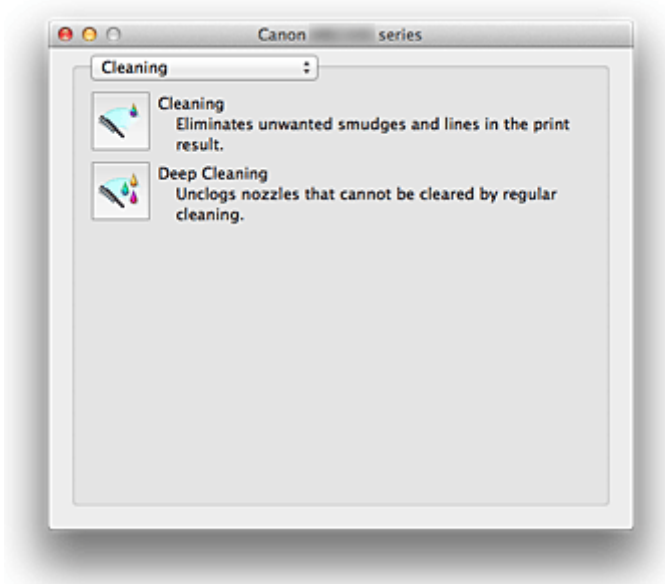 Canon series
Cleaning
Cleaning
Eliminates unwanted smudges and lines in the print
result.
Deep Cleaning
Unclogs nozzles that cannot be cleared by regular
cleaning.